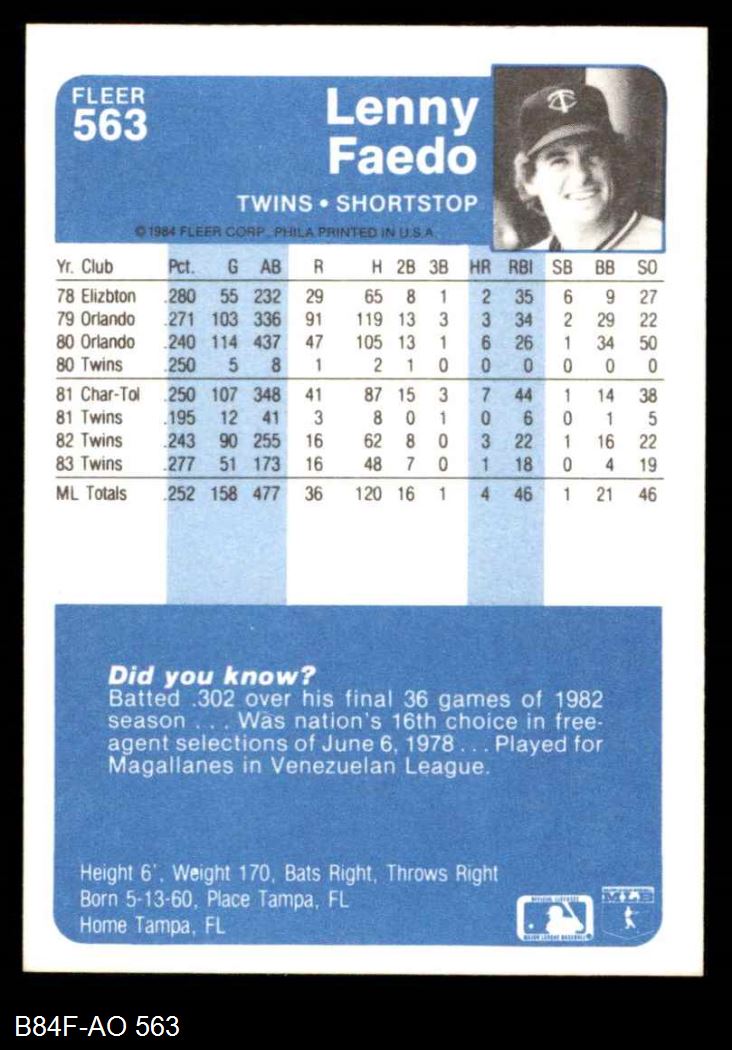 FLEER
563
Lenny
Faedo
TWINS • SHORTSTOP
©1984 FLEER CORP., PHILA PRINTED IN U.S.A.
Yr. Club Pct. G AB R H 2B 3B HR RBI SB BB SO
78 Elizbton .280 55 232 29 65 8 1 2 35 6 9 27
79 Orlando .271 103 336 91 119 13 3 3 34 2 29 22
80 Orlando .240 114 437 47 105 13 1 6 26 1 34 50
80 Twins .250 5 8 1 2 1 0 0 0 0 0 0
81 Char-Tol .250 107 348 41 87 15 3 7 44 1 14 38
81 Twins .195 12 41 3 8 0 1 0 6 0 1 5
82 Twins .243 90 255 16 62 8 0 3 22 1 16 22
83 Twins .277 51 173 16 48 7 0 1 18 0 4 19
ML Totals .252 158 477 36 120 16 1 4 46 1 21 46
Did you know?
Batted .302 over his final 36 games of 1982
season . . . Was nation's 16th choice in free-
agent selections of June 6, 1978 . . . Played for
Magallanes in Venezuelan League.
Height 6', Weight 170, Bats Right, Throws Right
Born 5-13-60, Place Tampa, FL
Home Tampa, FL
MAJOR LEAGUE BASEBALL
MLB
B84F-AO 563